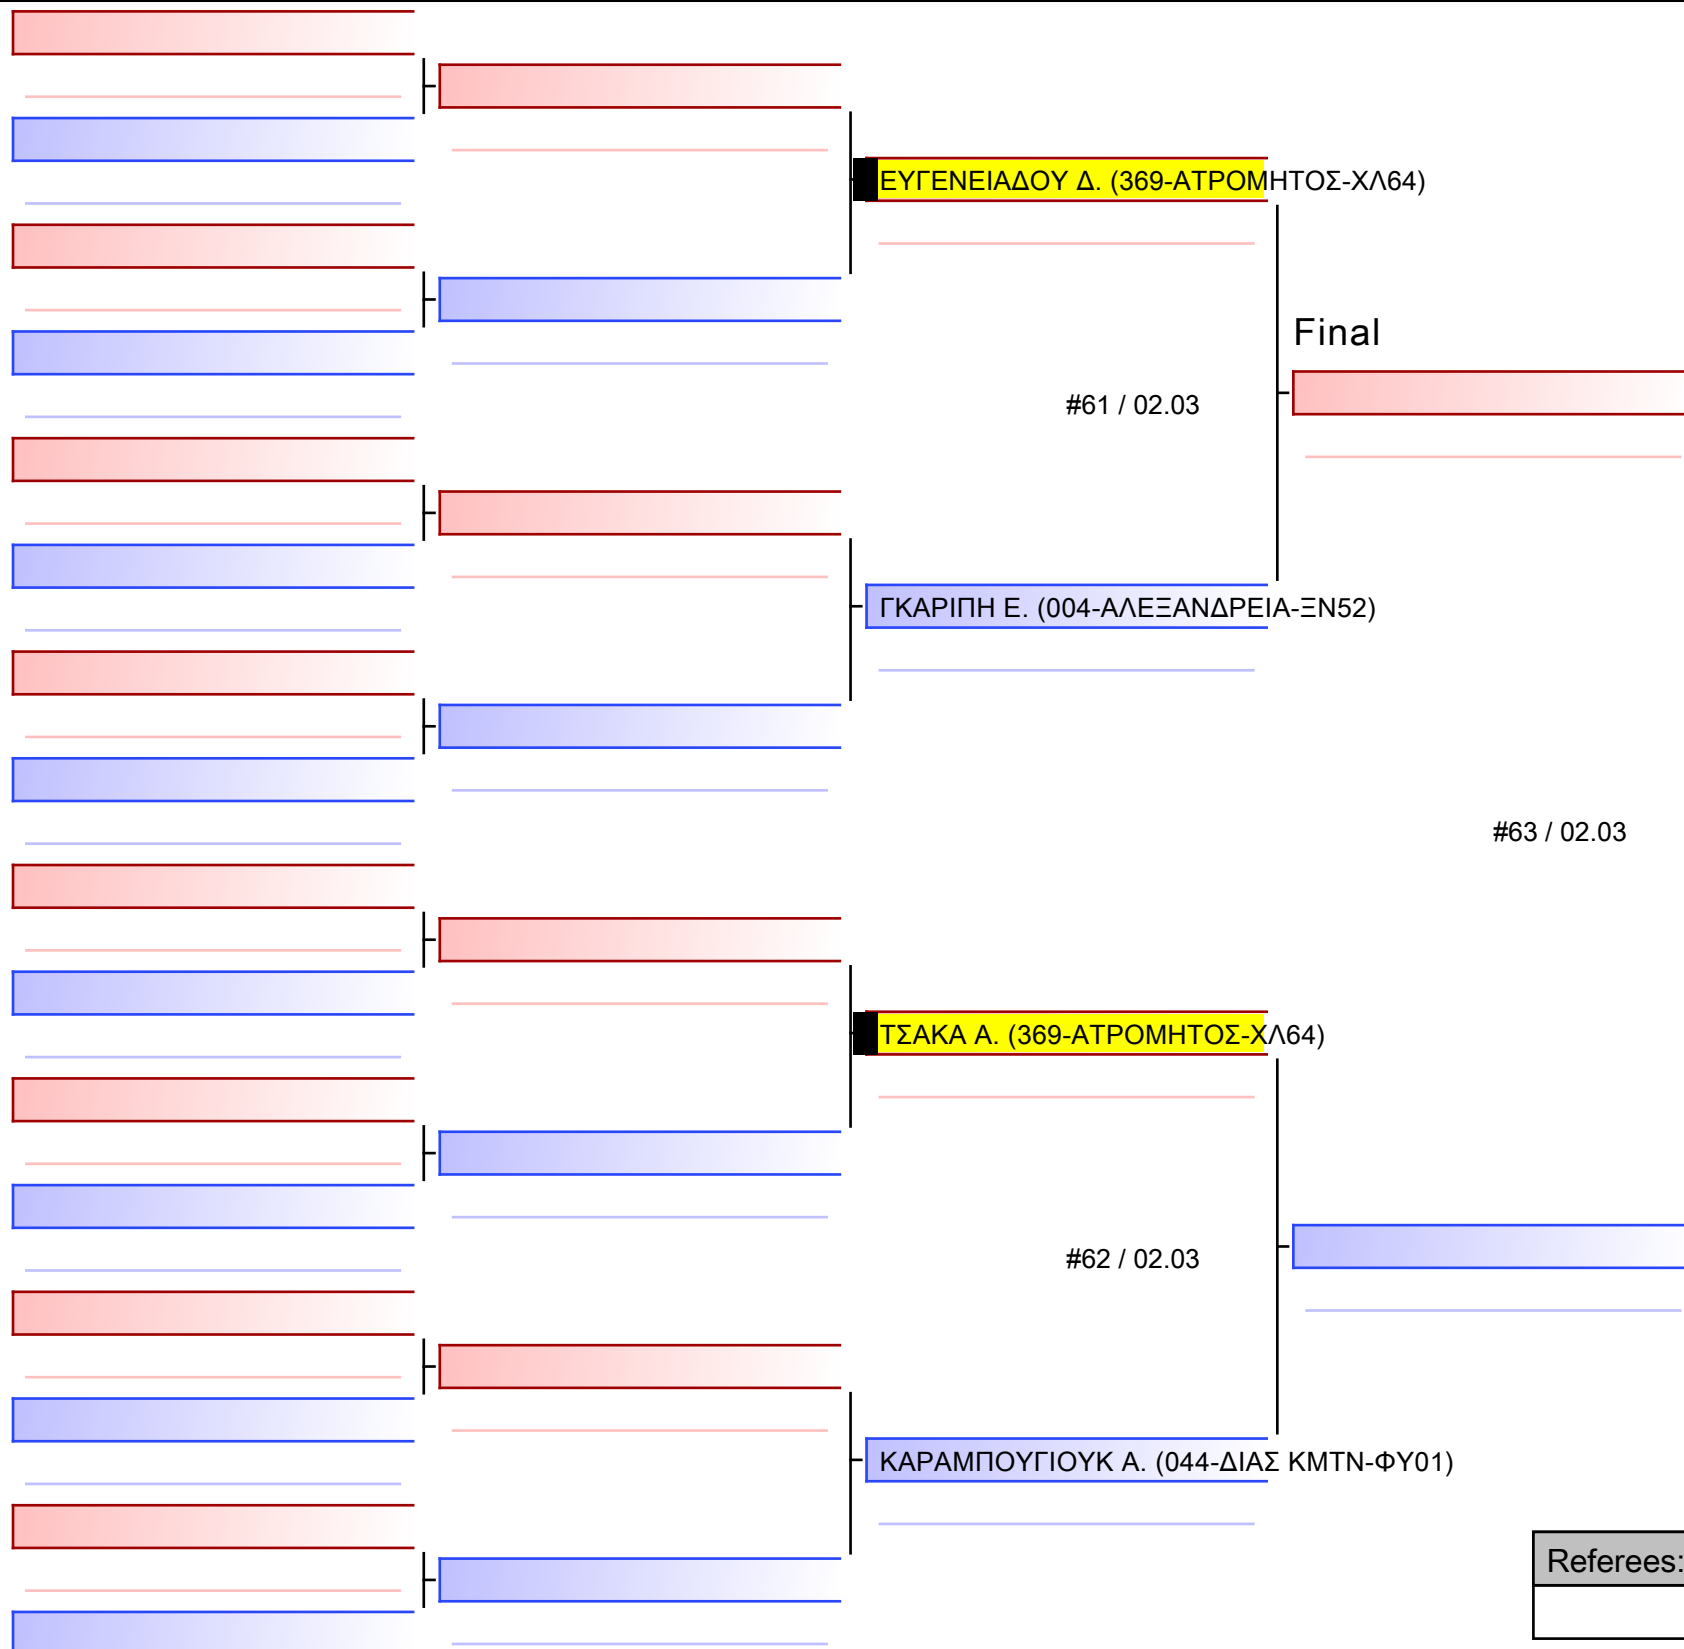 ΕΥΓΕΝΕΙΑΔΟΥ Δ. (369-ΑΤΡΟΜΗΤΟΣ-ΧΛ64)
Final
#61 / 02.03
ΓΚΑΡΙΠΗ Ε. (004-ΑΛΕΞΑΝΔΡΕΙΑ-ΞΝ52)
#63 / 02.03
ΤΣΑΚΑ Α. (369-ΑΤΡΟΜΗΤΟΣ-ΧΛ64)
#62 / 02.03
ΚΑΡΑΜΠΟΥΓΙΟΥΚ Α. (044-ΔΙΑΣ ΚΜΤΝ-ΦΥ01)
Referees: